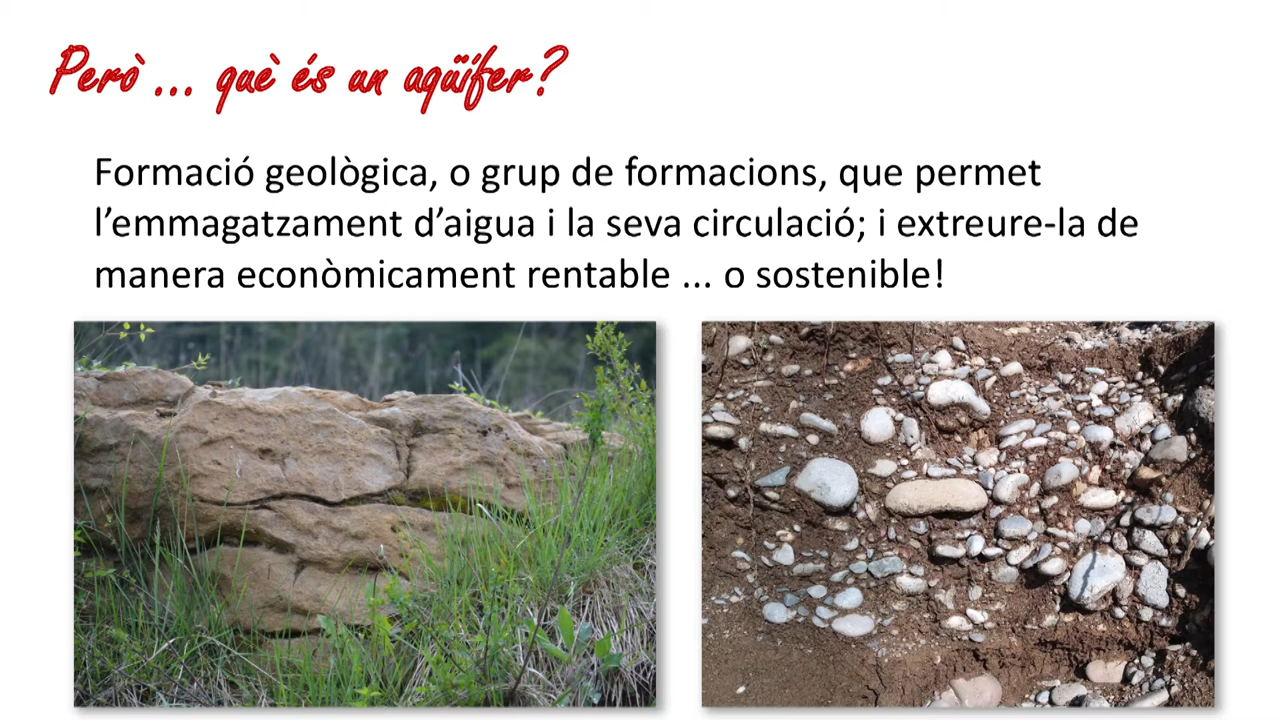 Però ... què és un aqüífer?
Formació geològica, o grup de formacions, que permet
l’emmagatzament d’aigua i la seva circulació; i extreure-la de
manera econòmicament rentable ... o sostenible!